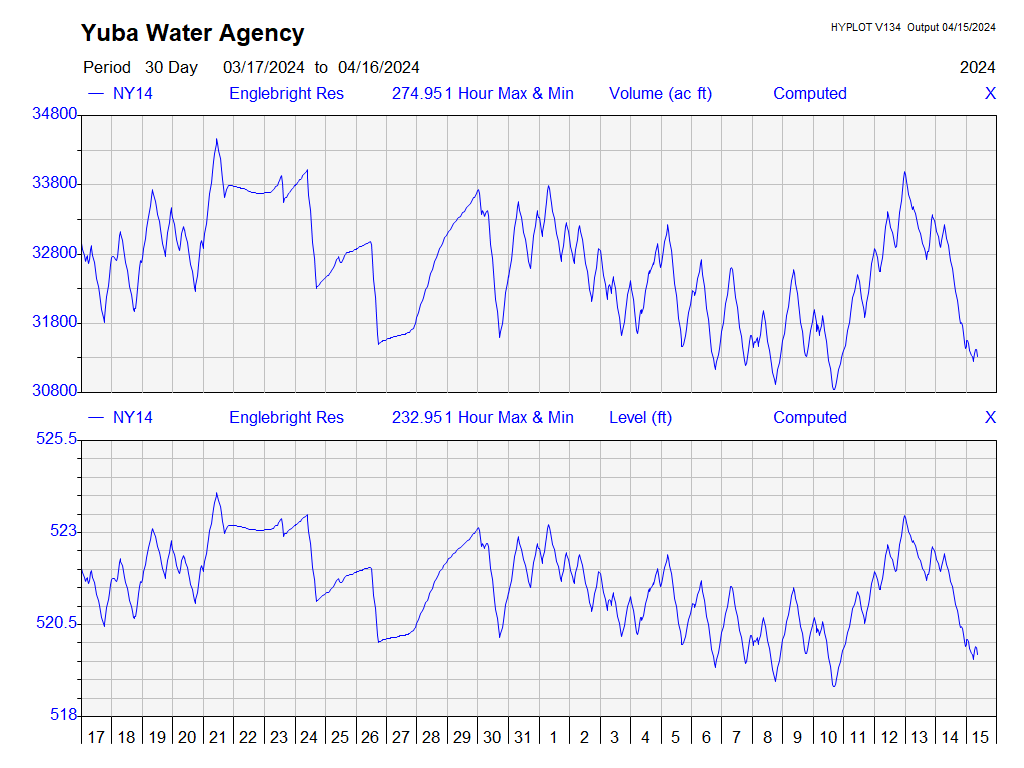 Yuba Water Agency
HYPLOT V134 Output 04/15/2024
Period 30 Day 03/17/2024 to 04/16/2024
2024
NY14 Englebright Res 274.951 Hour Max & Min Volume (ac ft) Computed X
34800
33800
32800
31800
30800
NY14 Englebright Res 232.951 Hour Max & Min Level (ft) Computed X
525.5
523
520.5
518
17 18 19 20 21 22 23 24 25 26 27 28 29 30 31 1 2 3 4 5 6 7 8 9 10 11 12 13 14 15